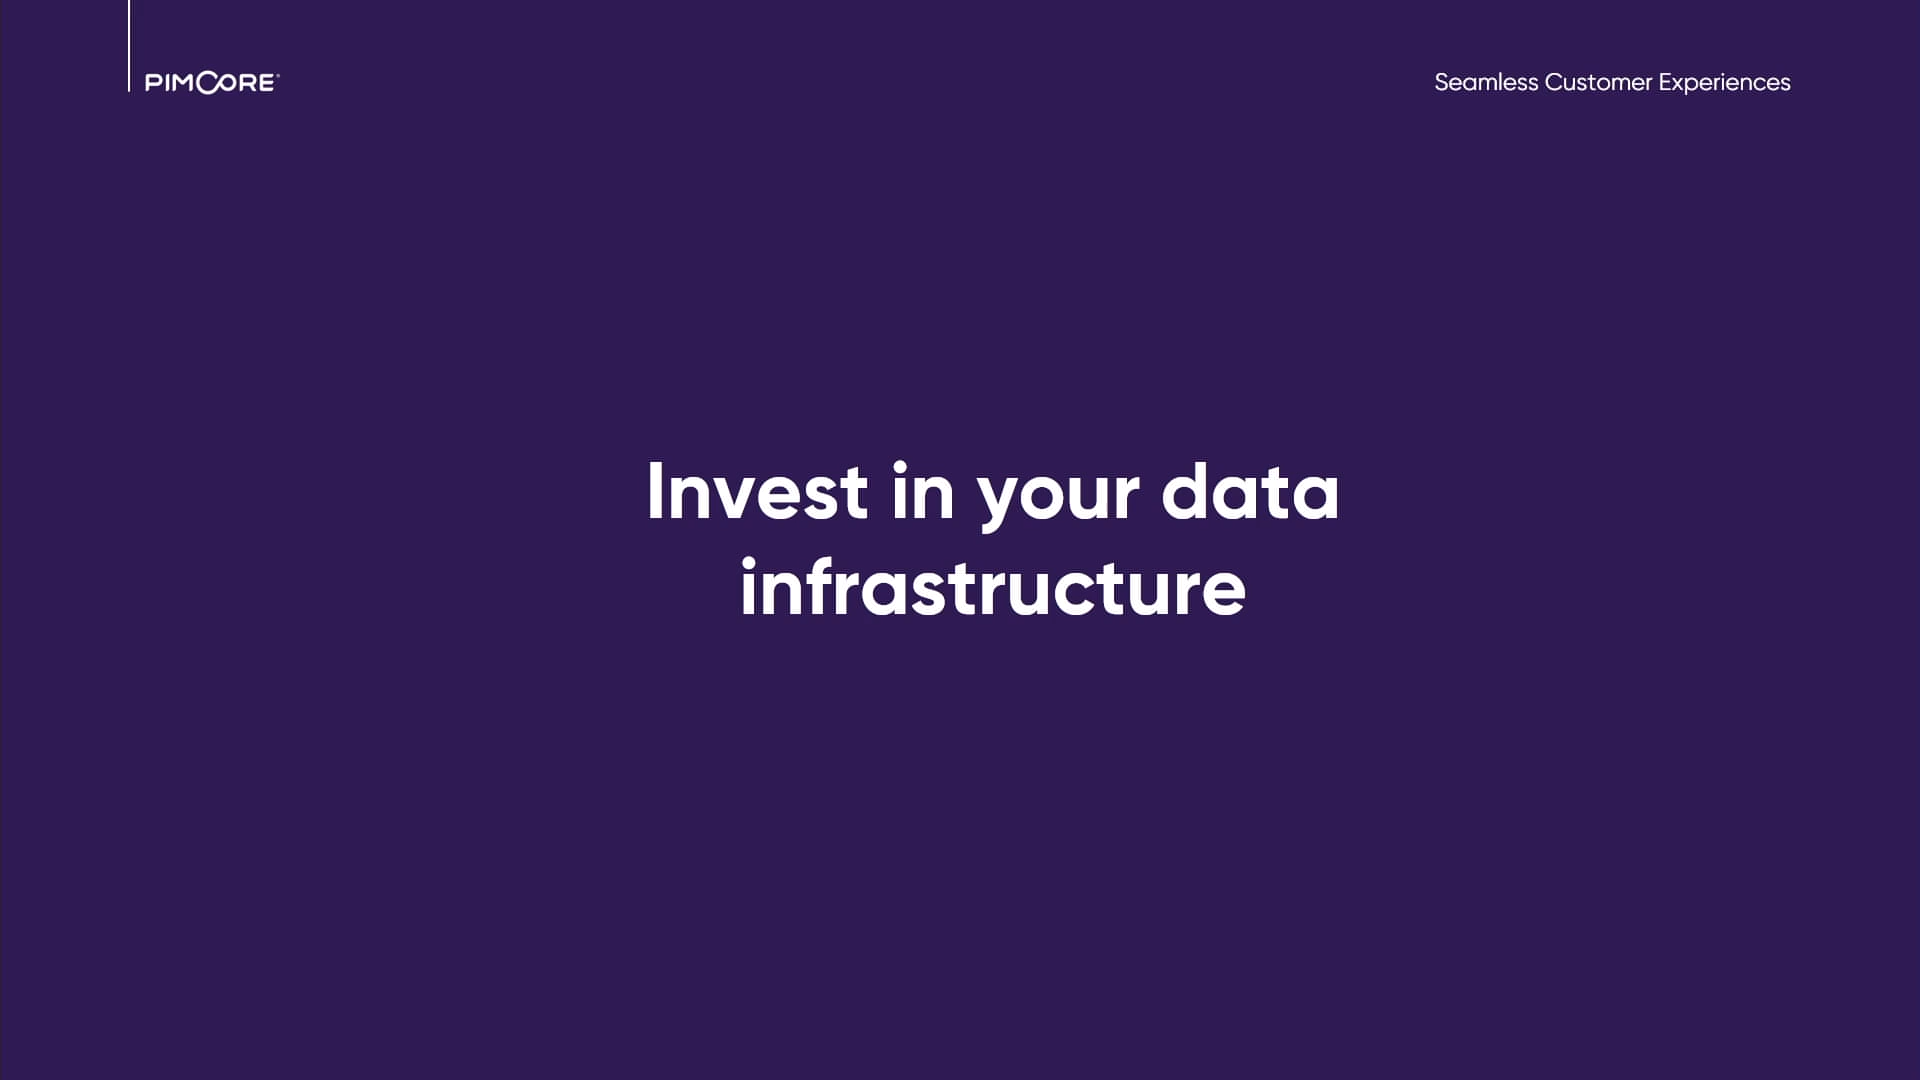 PIMCORE®
Seamless Customer Experiences
Invest in your data
infrastructure